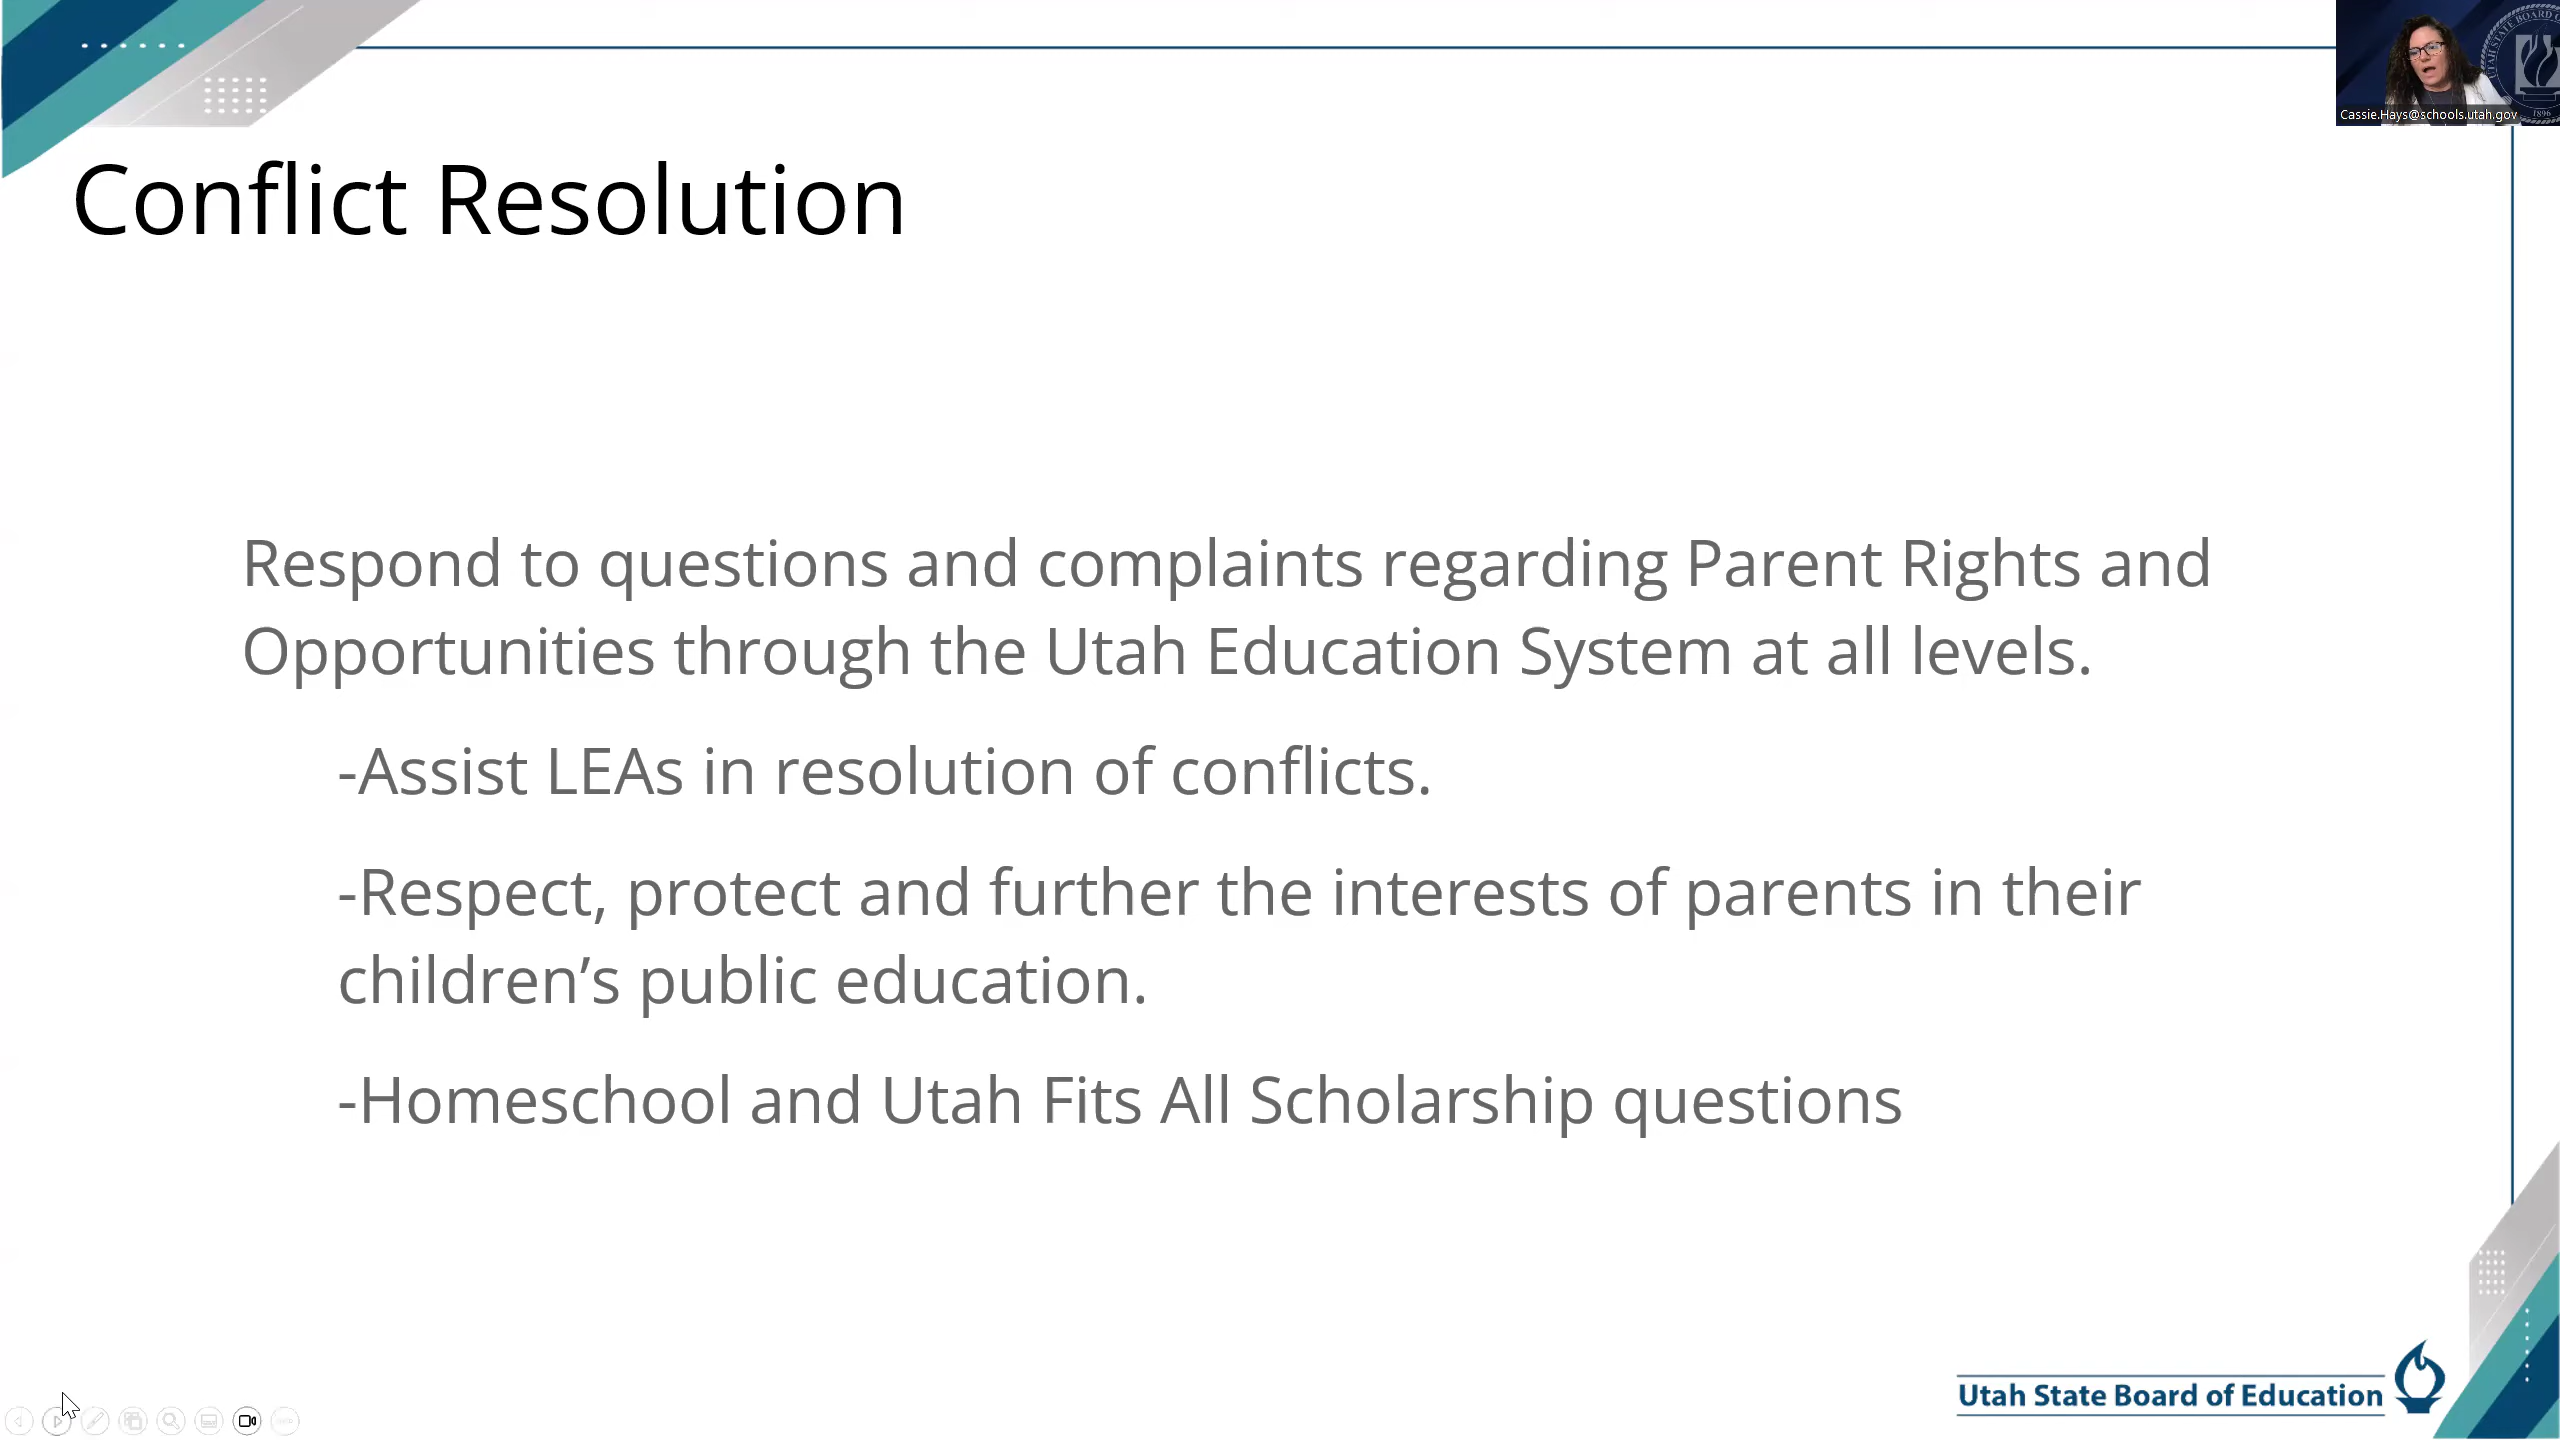 Cassie.Hays@schools.utah.gov
Conflict Resolution
Respond to questions and complaints regarding Parent Rights and
Opportunities through the Utah Education System at all levels.
-Assist LEAs in resolution of conflicts.
-Respect, protect and further the interests of parents in their
children’s public education.
-Homeschool and Utah Fits All Scholarship questions
Utah State Board of Education